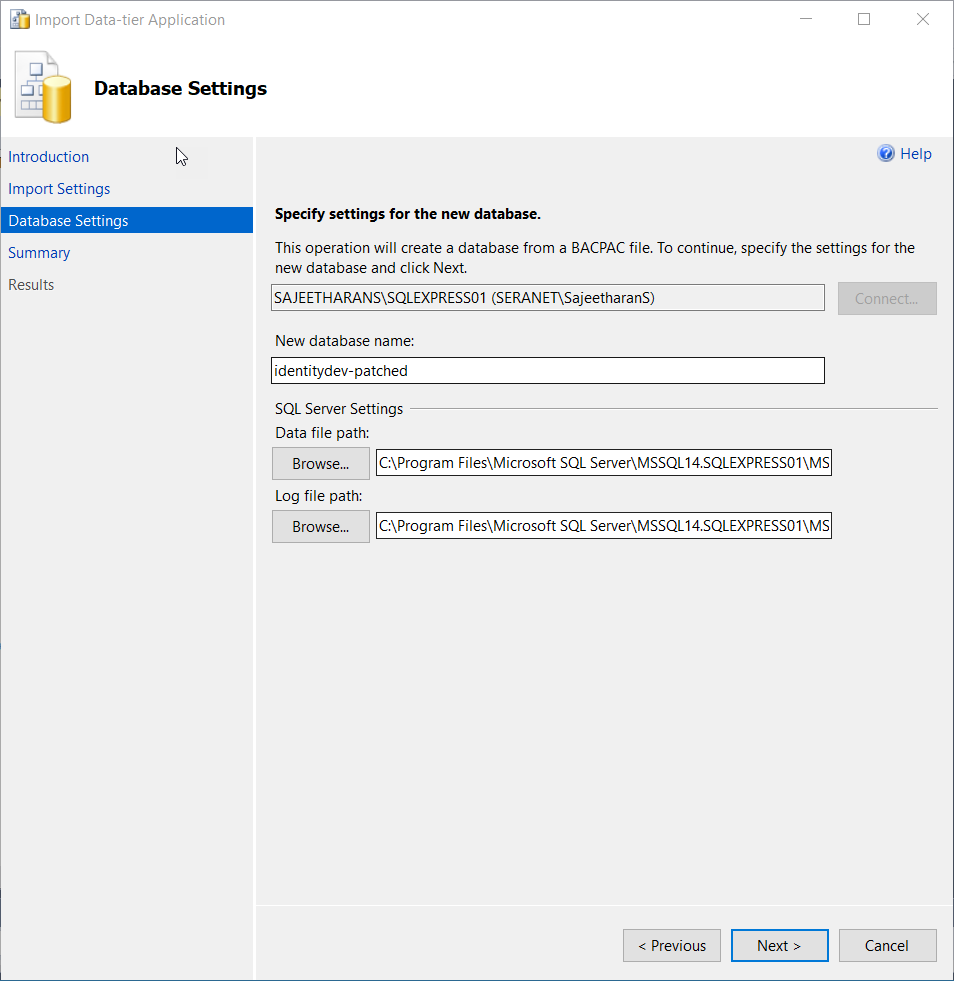 Import Data-tier Application
Database Settings
Introduction
Import Settings
Database Settings
Summary
Results
Help
Specify settings for the new database.
This operation will create a database from a BACPAC file. To continue, specify the settings for the
new database and click Next.
SAJEETHARANS\SQLEXPRESS01 (SERANET\SajeetharanS)
Connect...
New database name:
identitydev-patched
SQL Server Settings
Data file path:
Browse...
C:\Program Files\Microsoft SQL Server\MSSQL14.SQLEXPRESS01\MS
Log file path:
Browse...
C:\Program Files\Microsoft SQL Server\MSSQL14.SQLEXPRESS01\MS
< Previous
Next >
Cancel